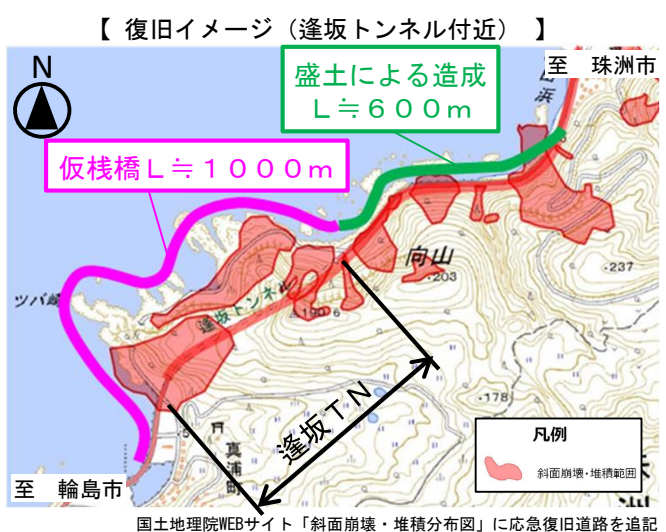 【 復旧イメージ（逢坂トンネル付近） 】
N
盛土による造成
Ｌ≒６００ｍ
至 珠洲市
浜
仮桟橋Ｌ≒１０００ｍ
向山
203
237
ツバ崎
逢坂トンネル
190.6
178
逢坂ＴＮ
真浦町
凡例
斜面崩壊・堆積範囲
珠
洲
至 輪島市
国土地理院WEBサイト「斜面崩壊・堆積分布図」に応急復旧道路を追記